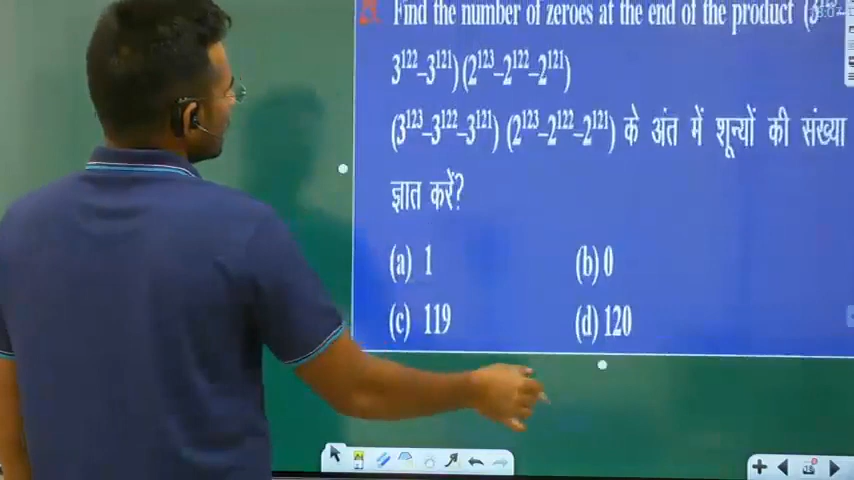 Find the number of zeroes at the end of the product (3¹²³–
3¹²²–3¹²¹)(2¹²³–2¹²²–2¹²¹)
(3¹²³–3¹²²–3¹²¹) (2¹²³–2¹²²–2¹²¹) के अंत में शून्यों की संख्या
ज्ञात करें?
(a) 1 (b) 0
(c) 119 (d) 120